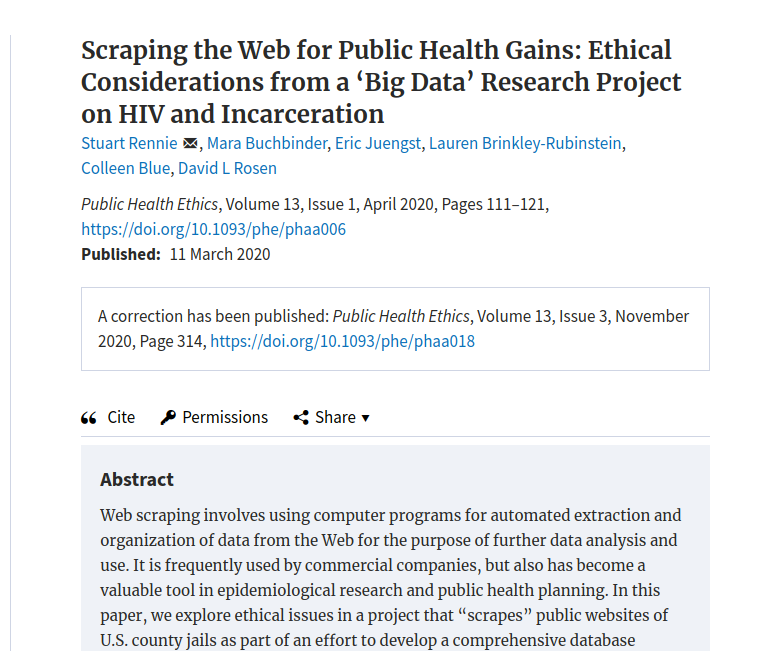 Scraping the Web for Public Health Gains: Ethical
Considerations from a ‘Big Data’ Research Project
on HIV and Incarceration
Stuart Rennie , Mara Buchbinder, Eric Juengst, Lauren Brinkley-Rubinstein,
Colleen Blue, David L Rosen
Public Health Ethics, Volume 13, Issue 1, April 2020, Pages 111–121,
https://doi.org/10.1093/phe/phaa006
Published: 11 March 2020
A correction has been published: Public Health Ethics, Volume 13, Issue 3, November
2020, Page 314, https://doi.org/10.1093/phe/phaa018
Cite Permissions Share
Abstract
Web scraping involves using computer programs for automated extraction and
organization of data from the Web for the purpose of further data analysis and
use. It is frequently used by commercial companies, but also has become a
valuable tool in epidemiological research and public health planning. In this
paper, we explore ethical issues in a project that “scrapes” public websites of
U.S. county jails as part of an effort to develop a comprehensive database